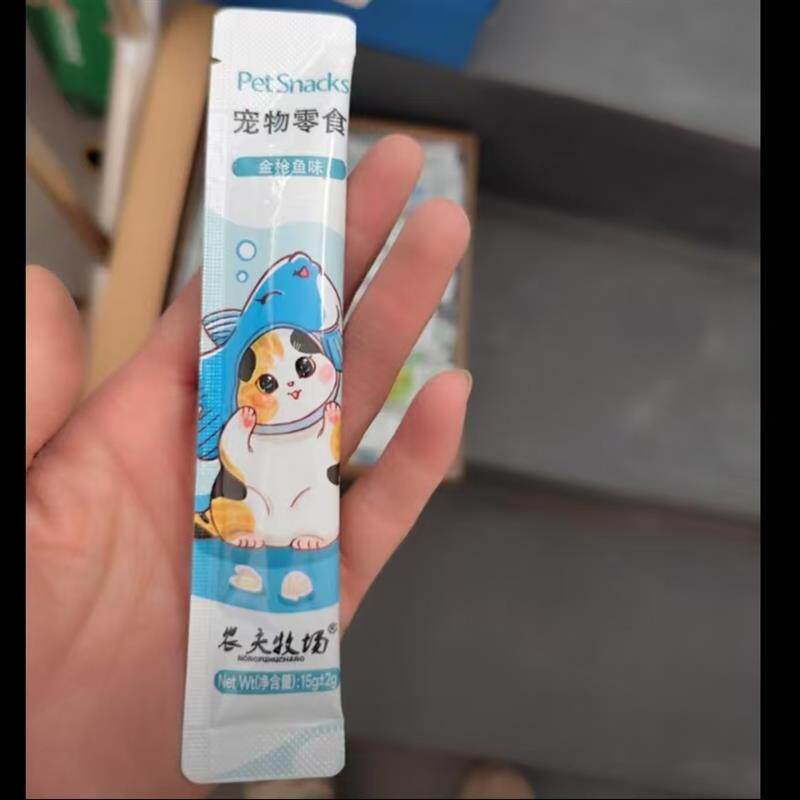 Pet Snacks
宠物零食
金枪鱼味
农夫牧场®
NONGFUMUCHANG
Net Wt(净含量):15g±2g